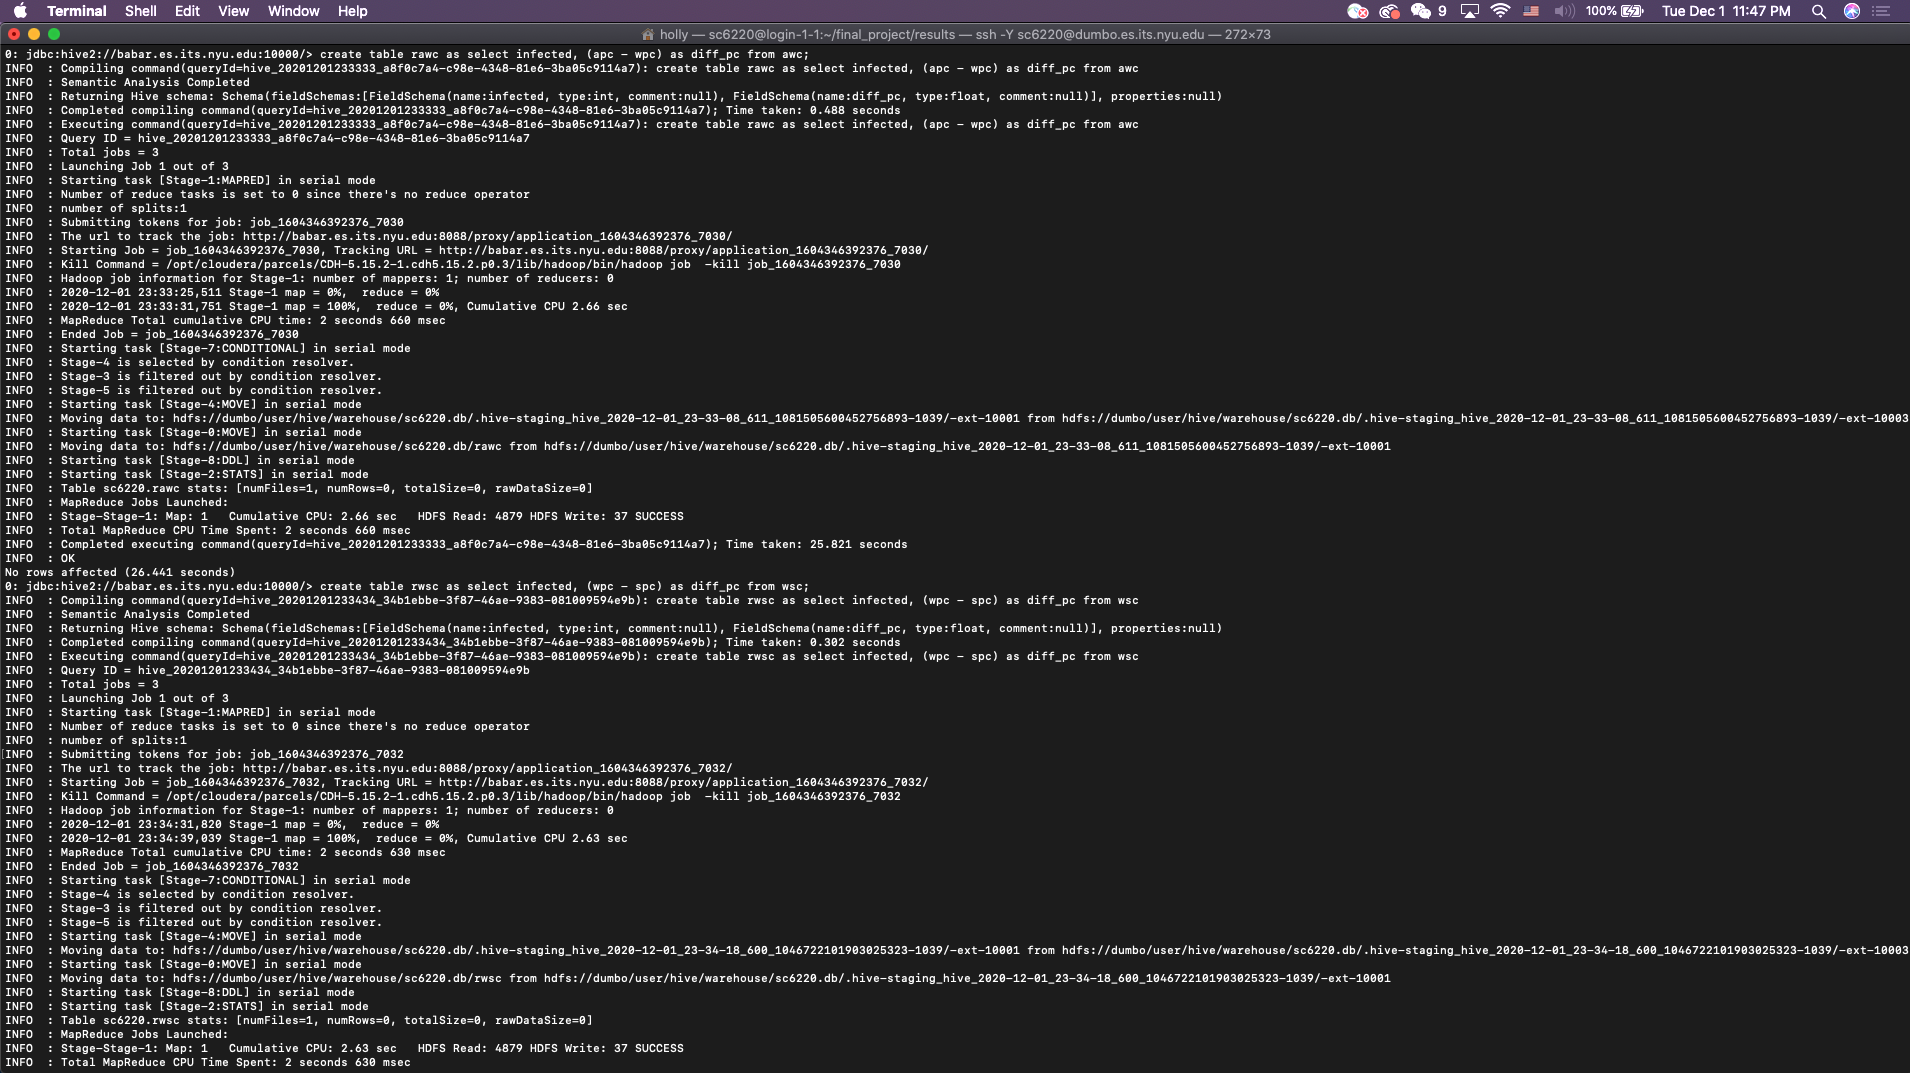 Terminal Shell Edit View Window Help 9 100% Tue Dec 1 11:47 PM
holly — sc6220@login-1-1:~/final_project/results — ssh -Y sc6220@dumbo.es.its.nyu.edu — 272×73
0: jdbc:hive2://babar.es.its.nyu.edu:10000/> create table rawc as select infected, (apc - wpc) as diff_pc from awc;
INFO  : Compiling command(queryId=hive_20201201233333_a8f0c7a4-c98e-4348-81e6-3ba05c9114a7): create table rawc as select infected, (apc - wpc) as diff_pc from awc
INFO  : Semantic Analysis Completed
INFO  : Returning Hive schema: Schema(fieldSchemas:[FieldSchema(name:infected, type:int, comment:null), FieldSchema(name:diff_pc, type:float, comment:null)], properties:null)
INFO  : Completed compiling command(queryId=hive_20201201233333_a8f0c7a4-c98e-4348-81e6-3ba05c9114a7); Time taken: 0.488 seconds
INFO  : Executing command(queryId=hive_20201201233333_a8f0c7a4-c98e-4348-81e6-3ba05c9114a7): create table rawc as select infected, (apc - wpc) as diff_pc from awc
INFO  : Query ID = hive_20201201233333_a8f0c7a4-c98e-4348-81e6-3ba05c9114a7
INFO  : Total jobs = 3
INFO  : Launching Job 1 out of 3
INFO  : Starting task [Stage-1:MAPRED] in serial mode
INFO  : Number of reduce tasks is set to 0 since there's no reduce operator
INFO  : number of splits:1
INFO  : Submitting tokens for job: job_1604346392376_7030
INFO  : The url to track the job: http://babar.es.its.nyu.edu:8088/proxy/application_1604346392376_7030/
INFO  : Starting Job = job_1604346392376_7030, Tracking URL = http://babar.es.its.nyu.edu:8088/proxy/application_1604346392376_7030/
INFO  : Kill Command = /opt/cloudera/parcels/CDH-5.15.2-1.cdh5.15.2.p0.3/lib/hadoop/bin/hadoop job  -kill job_1604346392376_7030
INFO  : Hadoop job information for Stage-1: number of mappers: 1; number of reducers: 0
INFO  : 2020-12-01 23:33:25,511 Stage-1 map = 0%,  reduce = 0%
INFO  : 2020-12-01 23:33:31,751 Stage-1 map = 100%,  reduce = 0%, Cumulative CPU 2.66 sec
INFO  : MapReduce Total cumulative CPU time: 2 seconds 660 msec
INFO  : Ended Job = job_1604346392376_7030
INFO  : Starting task [Stage-7:CONDITIONAL] in serial mode
INFO  : Stage-4 is selected by condition resolver.
INFO  : Stage-3 is filtered out by condition resolver.
INFO  : Stage-5 is filtered out by condition resolver.
INFO  : Starting task [Stage-4:MOVE] in serial mode
INFO  : Moving data to: hdfs://dumbo/user/hive/warehouse/sc6220.db/.hive-staging_hive_2020-12-01_23-33-08_611_1081505600452756893-1039/-ext-10001 from hdfs://dumbo/user/hive/warehouse/sc6220.db/.hive-staging_hive_2020-12-01_23-33-08_611_1081505600452756893-1039/-ext-10003
INFO  : Starting task [Stage-0:MOVE] in serial mode
INFO  : Moving data to: hdfs://dumbo/user/hive/warehouse/sc6220.db/rawc from hdfs://dumbo/user/hive/warehouse/sc6220.db/.hive-staging_hive_2020-12-01_23-33-08_611_1081505600452756893-1039/-ext-10001
INFO  : Starting task [Stage-8:DDL] in serial mode
INFO  : Starting task [Stage-2:STATS] in serial mode
INFO  : Table sc6220.rawc stats: [numFiles=1, numRows=0, totalSize=0, rawDataSize=0]
INFO  : MapReduce Jobs Launched:
INFO  : Stage-Stage-1: Map: 1   Cumulative CPU: 2.66 sec   HDFS Read: 4879 HDFS Write: 37 SUCCESS
INFO  : Total MapReduce CPU Time Spent: 2 seconds 660 msec
INFO  : Completed executing command(queryId=hive_20201201233333_a8f0c7a4-c98e-4348-81e6-3ba05c9114a7); Time taken: 25.821 seconds
INFO  : OK
No rows affected (26.441 seconds)
0: jdbc:hive2://babar.es.its.nyu.edu:10000/> create table rwsc as select infected, (wpc - spc) as diff_pc from wsc;
INFO  : Compiling command(queryId=hive_20201201233434_34b1ebbe-3f87-46ae-9383-081009594e9b): create table rwsc as select infected, (wpc - spc) as diff_pc from wsc
INFO  : Semantic Analysis Completed
INFO  : Returning Hive schema: Schema(fieldSchemas:[FieldSchema(name:infected, type:int, comment:null), FieldSchema(name:diff_pc, type:float, comment:null)], properties:null)
INFO  : Completed compiling command(queryId=hive_20201201233434_34b1ebbe-3f87-46ae-9383-081009594e9b); Time taken: 0.302 seconds
INFO  : Executing command(queryId=hive_20201201233434_34b1ebbe-3f87-46ae-9383-081009594e9b): create table rwsc as select infected, (wpc - spc) as diff_pc from wsc
INFO  : Query ID = hive_20201201233434_34b1ebbe-3f87-46ae-9383-081009594e9b
INFO  : Total jobs = 3
INFO  : Launching Job 1 out of 3
INFO  : Starting task [Stage-1:MAPRED] in serial mode
INFO  : Number of reduce tasks is set to 0 since there's no reduce operator
INFO  : number of splits:1
INFO  : Submitting tokens for job: job_1604346392376_7032
INFO  : The url to track the job: http://babar.es.its.nyu.edu:8088/proxy/application_1604346392376_7032/
INFO  : Starting Job = job_1604346392376_7032, Tracking URL = http://babar.es.its.nyu.edu:8088/proxy/application_1604346392376_7032/
INFO  : Kill Command = /opt/cloudera/parcels/CDH-5.15.2-1.cdh5.15.2.p0.3/lib/hadoop/bin/hadoop job  -kill job_1604346392376_7032
INFO  : Hadoop job information for Stage-1: number of mappers: 1; number of reducers: 0
INFO  : 2020-12-01 23:34:31,820 Stage-1 map = 0%,  reduce = 0%
INFO  : 2020-12-01 23:34:39,039 Stage-1 map = 100%,  reduce = 0%, Cumulative CPU 2.63 sec
INFO  : MapReduce Total cumulative CPU time: 2 seconds 630 msec
INFO  : Ended Job = job_1604346392376_7032
INFO  : Starting task [Stage-7:CONDITIONAL] in serial mode
INFO  : Stage-4 is selected by condition resolver.
INFO  : Stage-3 is filtered out by condition resolver.
INFO  : Stage-5 is filtered out by condition resolver.
INFO  : Starting task [Stage-4:MOVE] in serial mode
INFO  : Moving data to: hdfs://dumbo/user/hive/warehouse/sc6220.db/.hive-staging_hive_2020-12-01_23-34-18_600_1046722101903025323-1039/-ext-10001 from hdfs://dumbo/user/hive/warehouse/sc6220.db/.hive-staging_hive_2020-12-01_23-34-18_600_1046722101903025323-1039/-ext-10003
INFO  : Starting task [Stage-0:MOVE] in serial mode
INFO  : Moving data to: hdfs://dumbo/user/hive/warehouse/sc6220.db/rwsc from hdfs://dumbo/user/hive/warehouse/sc6220.db/.hive-staging_hive_2020-12-01_23-34-18_600_1046722101903025323-1039/-ext-10001
INFO  : Starting task [Stage-8:DDL] in serial mode
INFO  : Starting task [Stage-2:STATS] in serial mode
INFO  : Table sc6220.rwsc stats: [numFiles=1, numRows=0, totalSize=0, rawDataSize=0]
INFO  : MapReduce Jobs Launched:
INFO  : Stage-Stage-1: Map: 1   Cumulative CPU: 2.63 sec   HDFS Read: 4879 HDFS Write: 37 SUCCESS
INFO  : Total MapReduce CPU Time Spent: 2 seconds 630 msec